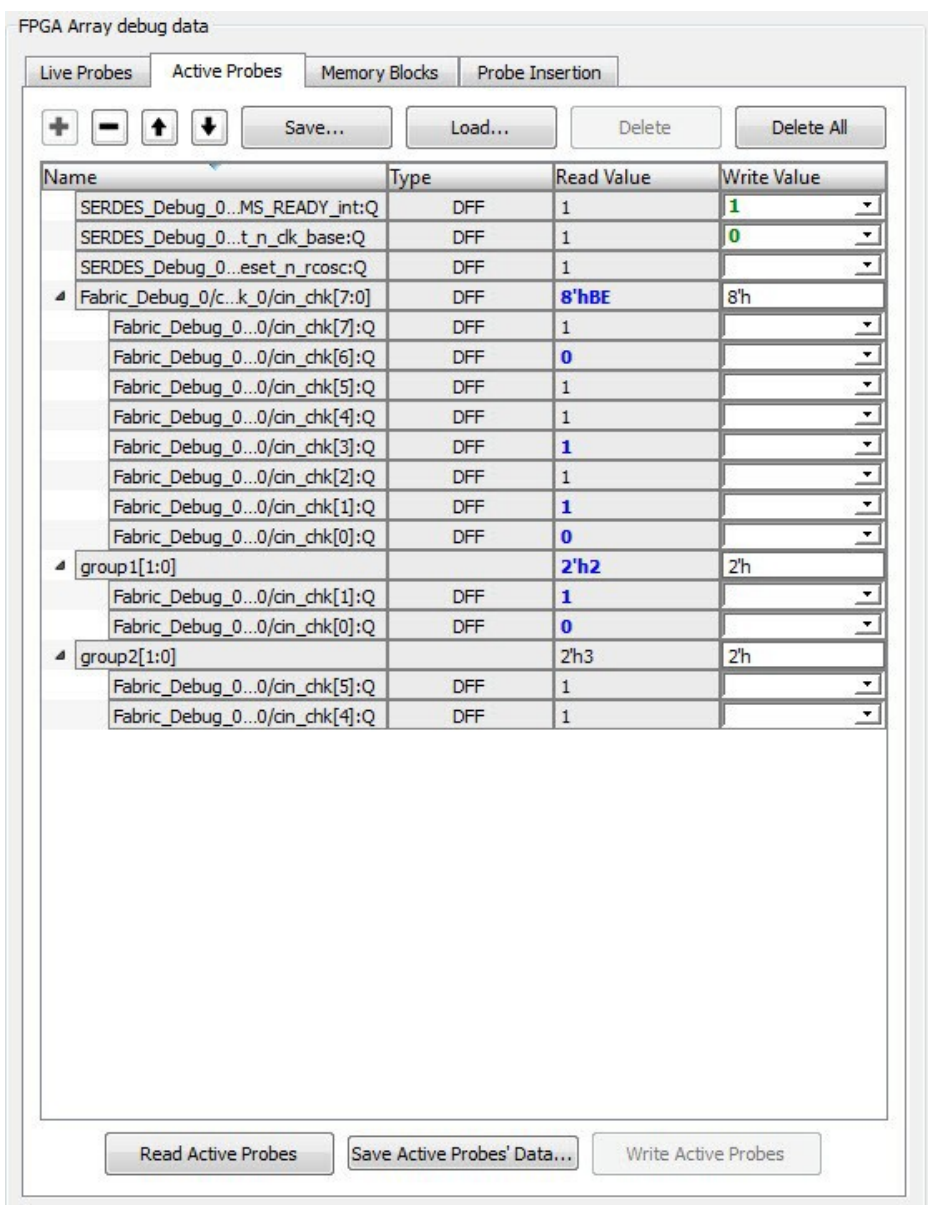 FPGA Array debug data
Live Probes Active Probes Memory Blocks Probe Insertion
Save... Load... Delete Delete All
Name Type Read Value Write Value
SERDES_Debug_0...MS_READY_int:Q DFF 1 1
SERDES_Debug_0...t_n_clk_base:Q DFF 1 0
SERDES_Debug_0...eset_n_rcosc:Q DFF 1
Fabric_Debug_0/c...k_0/cin_chk[7:0] DFF 8'hBE 8'h
Fabric_Debug_0...0/cin_chk[7]:Q DFF 1
Fabric_Debug_0...0/cin_chk[6]:Q DFF 0
Fabric_Debug_0...0/cin_chk[5]:Q DFF 1
Fabric_Debug_0...0/cin_chk[4]:Q DFF 1
Fabric_Debug_0...0/cin_chk[3]:Q DFF 1
Fabric_Debug_0...0/cin_chk[2]:Q DFF 1
Fabric_Debug_0...0/cin_chk[1]:Q DFF 1
Fabric_Debug_0...0/cin_chk[0]:Q DFF 0
group1[1:0] 2'h2 2'h
Fabric_Debug_0...0/cin_chk[1]:Q DFF 1
Fabric_Debug_0...0/cin_chk[0]:Q DFF 0
group2[1:0] 2'h3 2'h
Fabric_Debug_0...0/cin_chk[5]:Q DFF 1
Fabric_Debug_0...0/cin_chk[4]:Q DFF 1
Read Active Probes Save Active Probes' Data... Write Active Probes